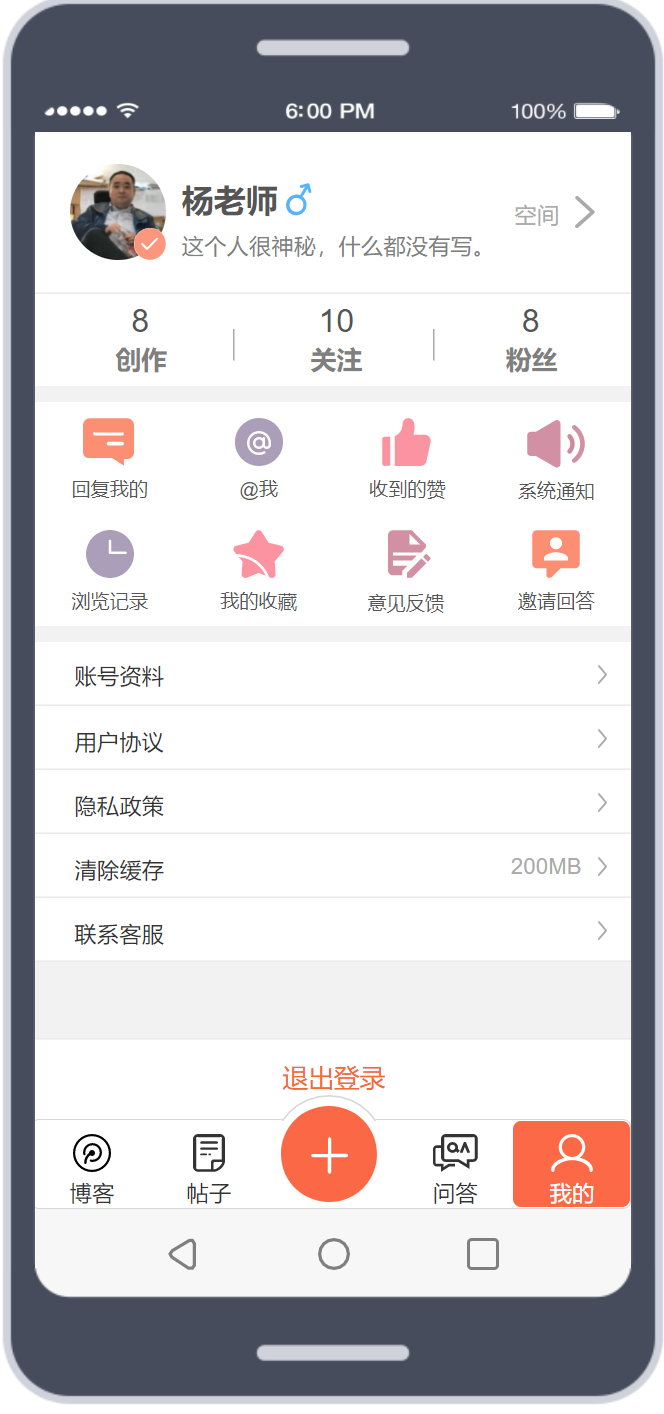 6:00 PM 100%
杨老师
空间
这个人很神秘，什么都没有写。
8 10 8
创作 关注 粉丝
@
回复我的 @我 收到的赞 系统通知
浏览记录 我的收藏 意见反馈 邀请回答
账号资料
用户协议
隐私政策
清除缓存 200MB
联系客服
退出登录
QA
博客 帖子 问答 我的